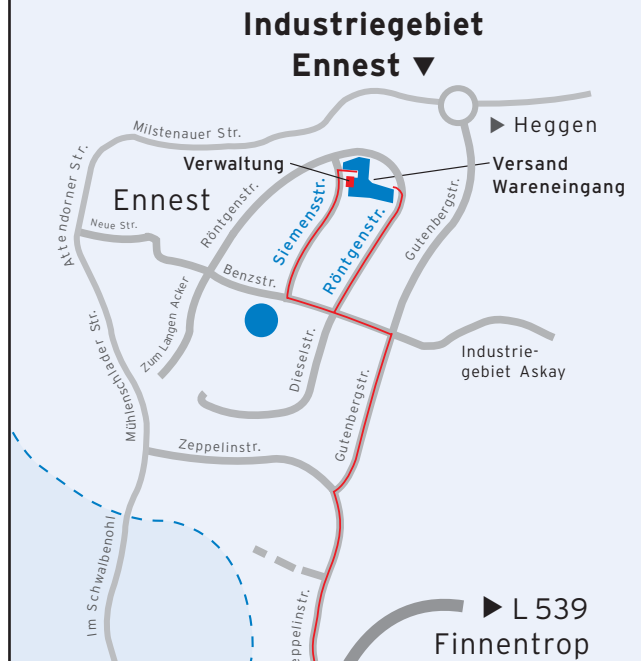 Industriegebiet
Ennest
Heggen
Milstenauer Str.
Verwaltung
Versand
Wareneingang
Attendorner Str.
Ennest
Neue Str.
Röntgenstr.
Siemensstr.
Röntgenstr.
Gutenbergstr.
Benzstr.
Zum Langen Acker
Dieselstr.
Industrie-
gebiet Askay
Mühlenschlader Str.
Gutenbergstr.
Zeppelinstr.
Im Schwalbenohl
eppelinstr.
L 539
Finnentrop